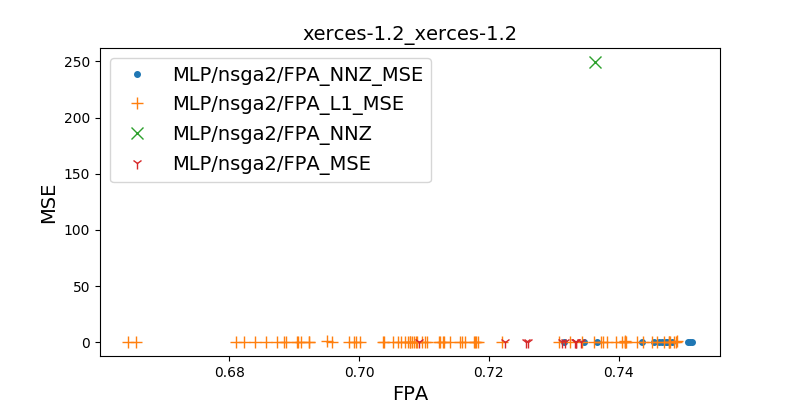 xerces-1.2_xerces-1.2
MLP/nsga2/FPA_NNZ_MSE
MLP/nsga2/FPA_L1_MSE
MLP/nsga2/FPA_NNZ
MLP/nsga2/FPA_MSE
MSE
250
200
150
100
50
0
0.68 0.70 0.72 0.74
FPA